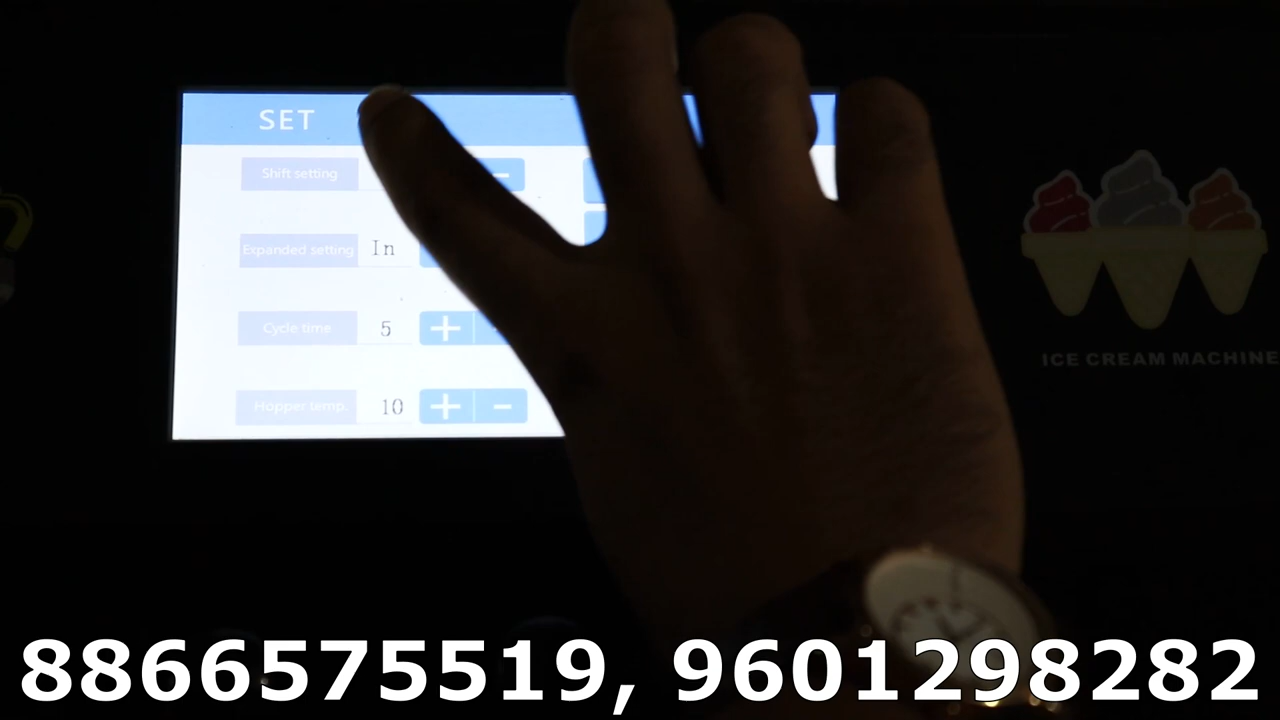 SET
Shift setting
Expanded setting In
Cycle time 5 +
Hopper temp. 10 + -
ICE CREAM MACHINE
8866575519, 9601298282